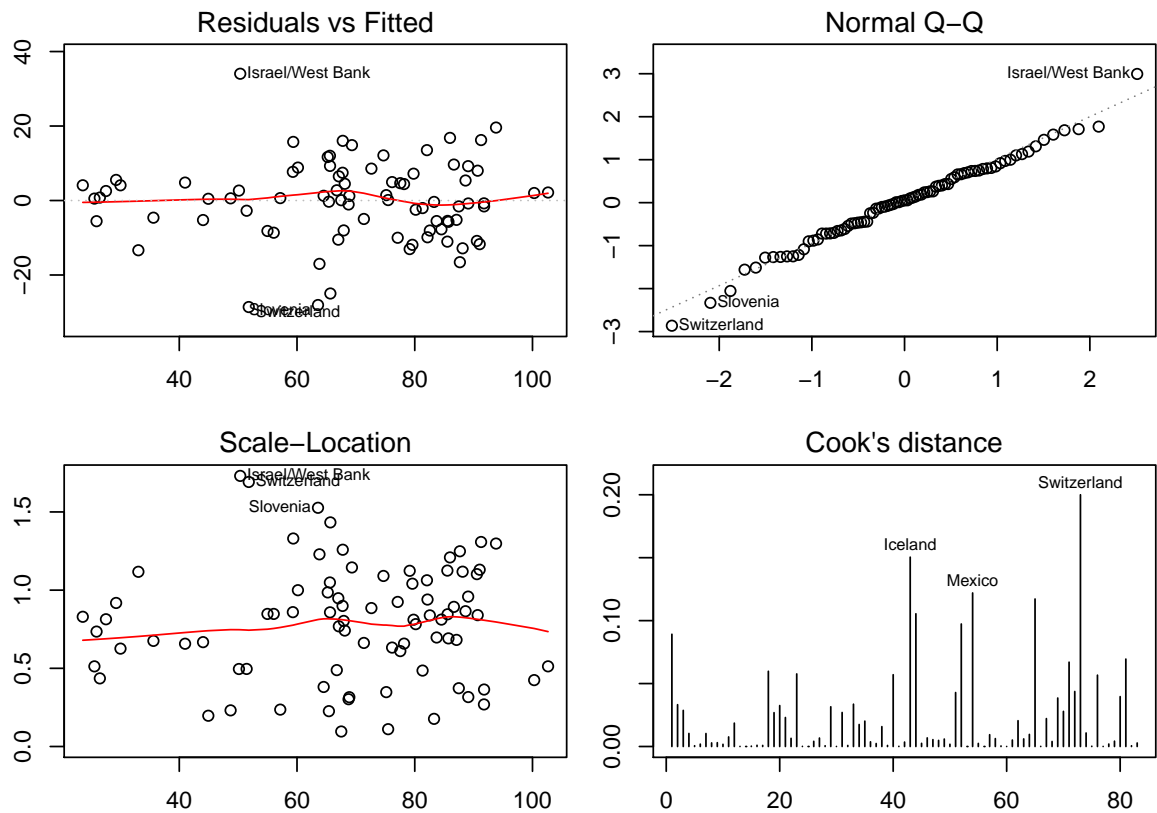 Residuals vs Fitted
40
20
0
−20
Israel/West Bank
Slovenia
Switzerland
40 60 80 100
Normal Q−Q
3
2
1
0
−1
−3
Israel/West Bank
Slovenia
Switzerland
−2 −1 0 1 2
Scale−Location
1.5
1.0
0.5
0.0
Israel/West Bank
Switzerland
Slovenia
40 60 80 100
Cook's distance
0.20
0.10
0.00
Switzerland
Iceland
Mexico
0 20 40 60 80